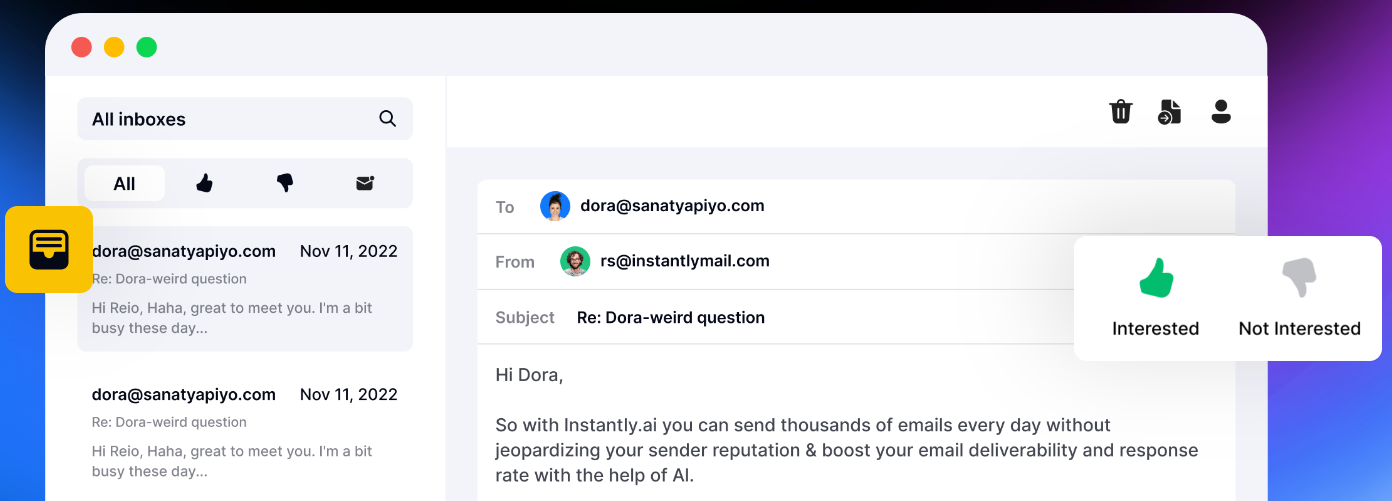 All inboxes
All
dora@sanatyapiyo.com Nov 11, 2022
Re: Dora-weird question
Hi Reio, Haha, great to meet you. I'm a bit
busy these day...
dora@sanatyapiyo.com Nov 11, 2022
Re: Dora-weird question
Hi Reio, Haha, great to meet you. I'm a bit
busy these day...
To dora@sanatyapiyo.com
From rs@instantlymail.com
Subject Re: Dora-weird question
Hi Dora,
So with Instantly.ai you can send thousands of emails every day without
jeopardizing your sender reputation & boost your email deliverability and response
rate with the help of AI.
Interested Not Interested